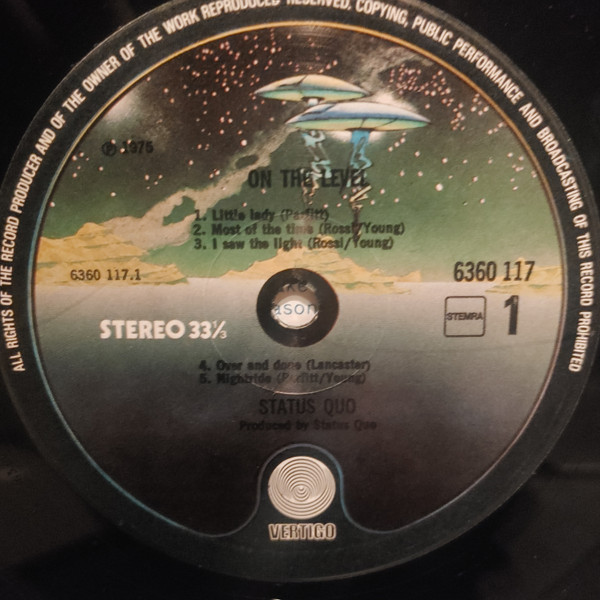 ALL RIGHTS OF THE RECORD PRODUCER AND OF THE OWNER OF THE WORK REPRODUCED RESERVED. COPYING, PUBLIC PERFORMANCE AND BROADCASTING OF THIS RECORD PROHIBITED
℗ 1975
ON THE LEVEL
1. Little lady (Parfitt)
2. Most of the time (Rossi/Young)
3. I saw the light (Rossi/Young)
6360 117.1
6360 117
STEREO 33⅓
STEMRA
1
4. Over and done (Lancaster)
5. Nightride (Parfitt/Young)
STATUS QUO
Produced by Status Quo
VERTIGO